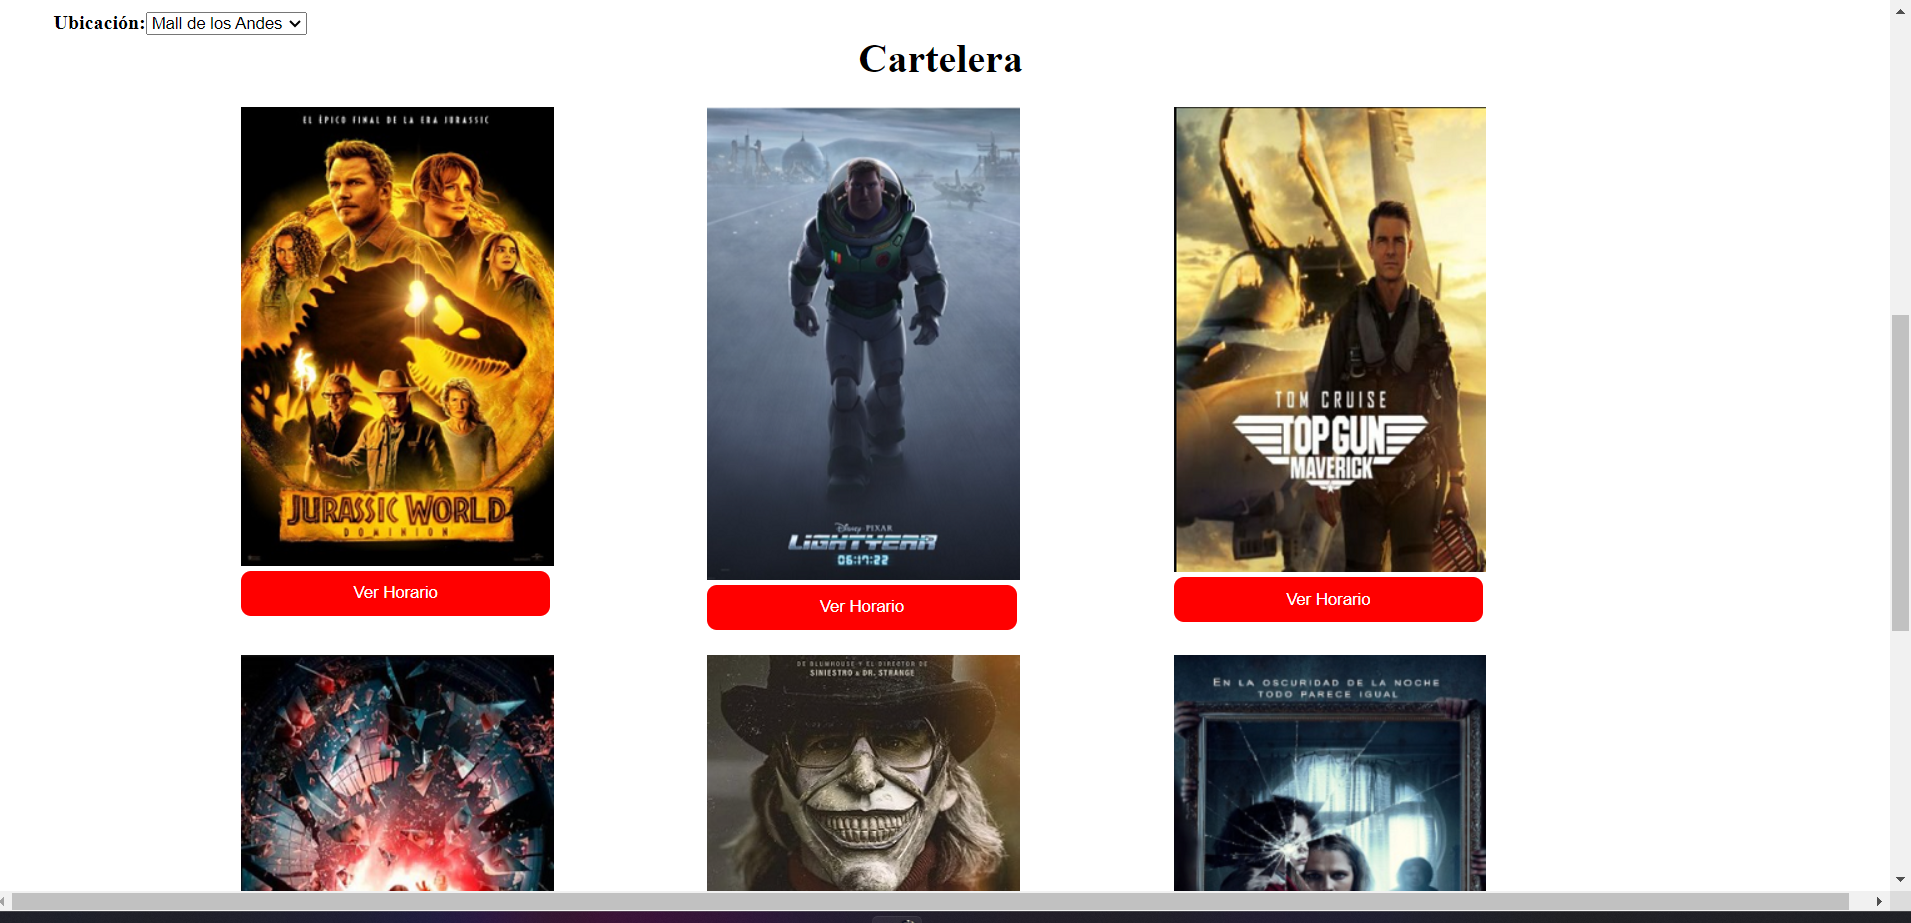 Ubicación: Mall de los Andes
Cartelera
EL ÉPICO FINAL DE LA ERA JURASSIC
JURASSIC WORLD
DOMINION
Ver Horario
Disney PIXAR
LIGHTYEAR
06:17:22
Ver Horario
TOM CRUISE
TOP GUN
MAVERICK
Ver Horario
DE BLUMHOUSE Y EL DIRECTOR DE
SINIESTRO & DR. STRANGE
EN LA OSCURIDAD DE LA NOCHE
TODO PARECE IGUAL